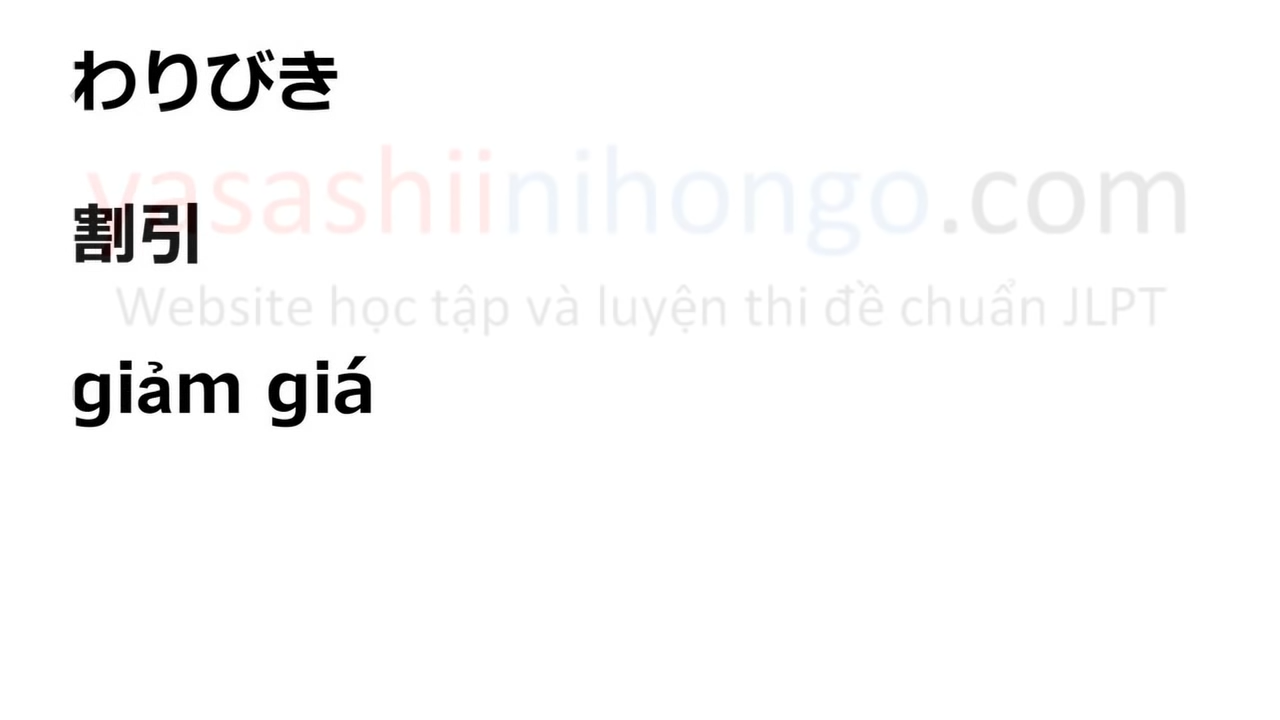 わりびき
yasashiinihongo.com
割引
Website học tập và luyện thi đề chuẩn JLPT
giảm giá